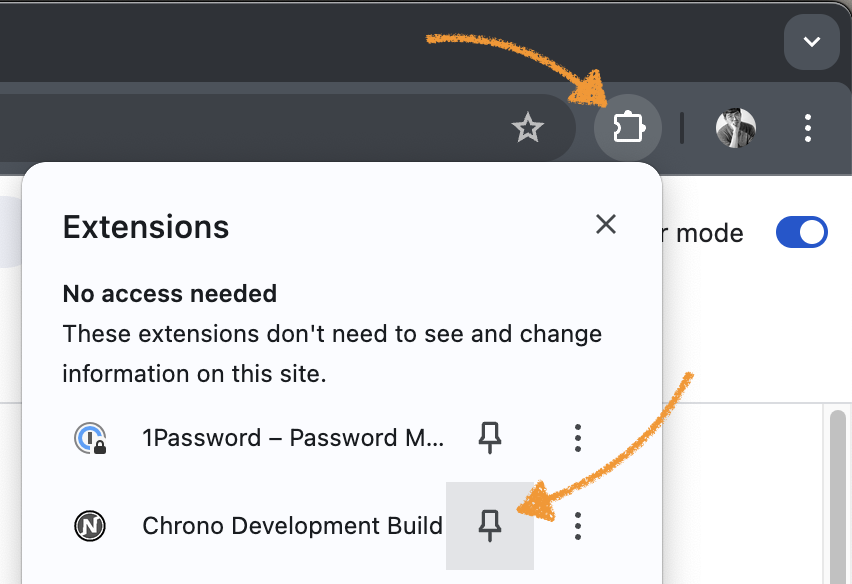 Extensions
r mode
No access needed
These extensions don't need to see and change
information on this site.
1Password – Password M...
Chrono Development Build